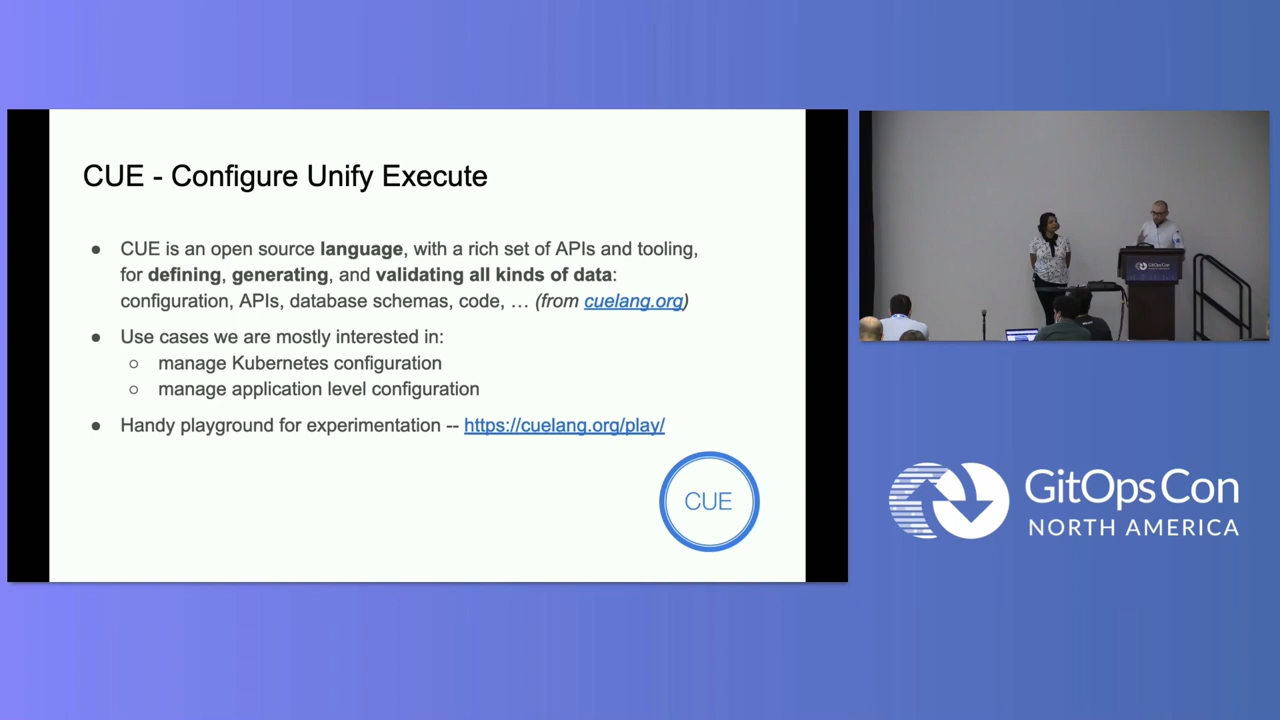 CUE - Configure Unify Execute
● CUE is an open source language, with a rich set of APIs and tooling,
for defining, generating, and validating all kinds of data:
configuration, APIs, database schemas, code, … (from cuelang.org)
● Use cases we are mostly interested in:
○ manage Kubernetes configuration
○ manage application level configuration
● Handy playground for experimentation -- https://cuelang.org/play/
CUE
GitOpsCon
GitOpsCon
NORTH AMERICA